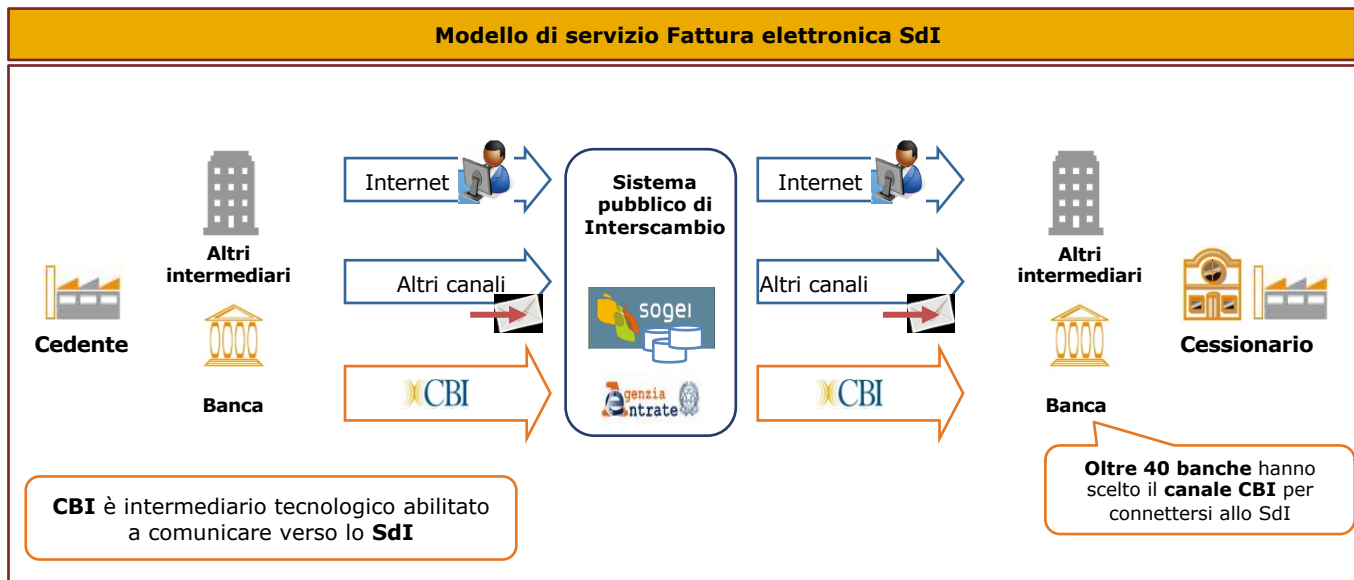 Modello di servizio Fattura elettronica SdI
Cedente
Altri
intermediari
Banca
Internet
Altri canali
CBI
Sistema
pubblico di
Interscambio
sogei
Agenzia
Entrate
Internet
Altri canali
CBI
Altri
intermediari
Banca
Cessionario
CBI è intermediario tecnologico abilitato
a comunicare verso lo SdI
Oltre 40 banche hanno
scelto il canale CBI per
connettersi allo SdI